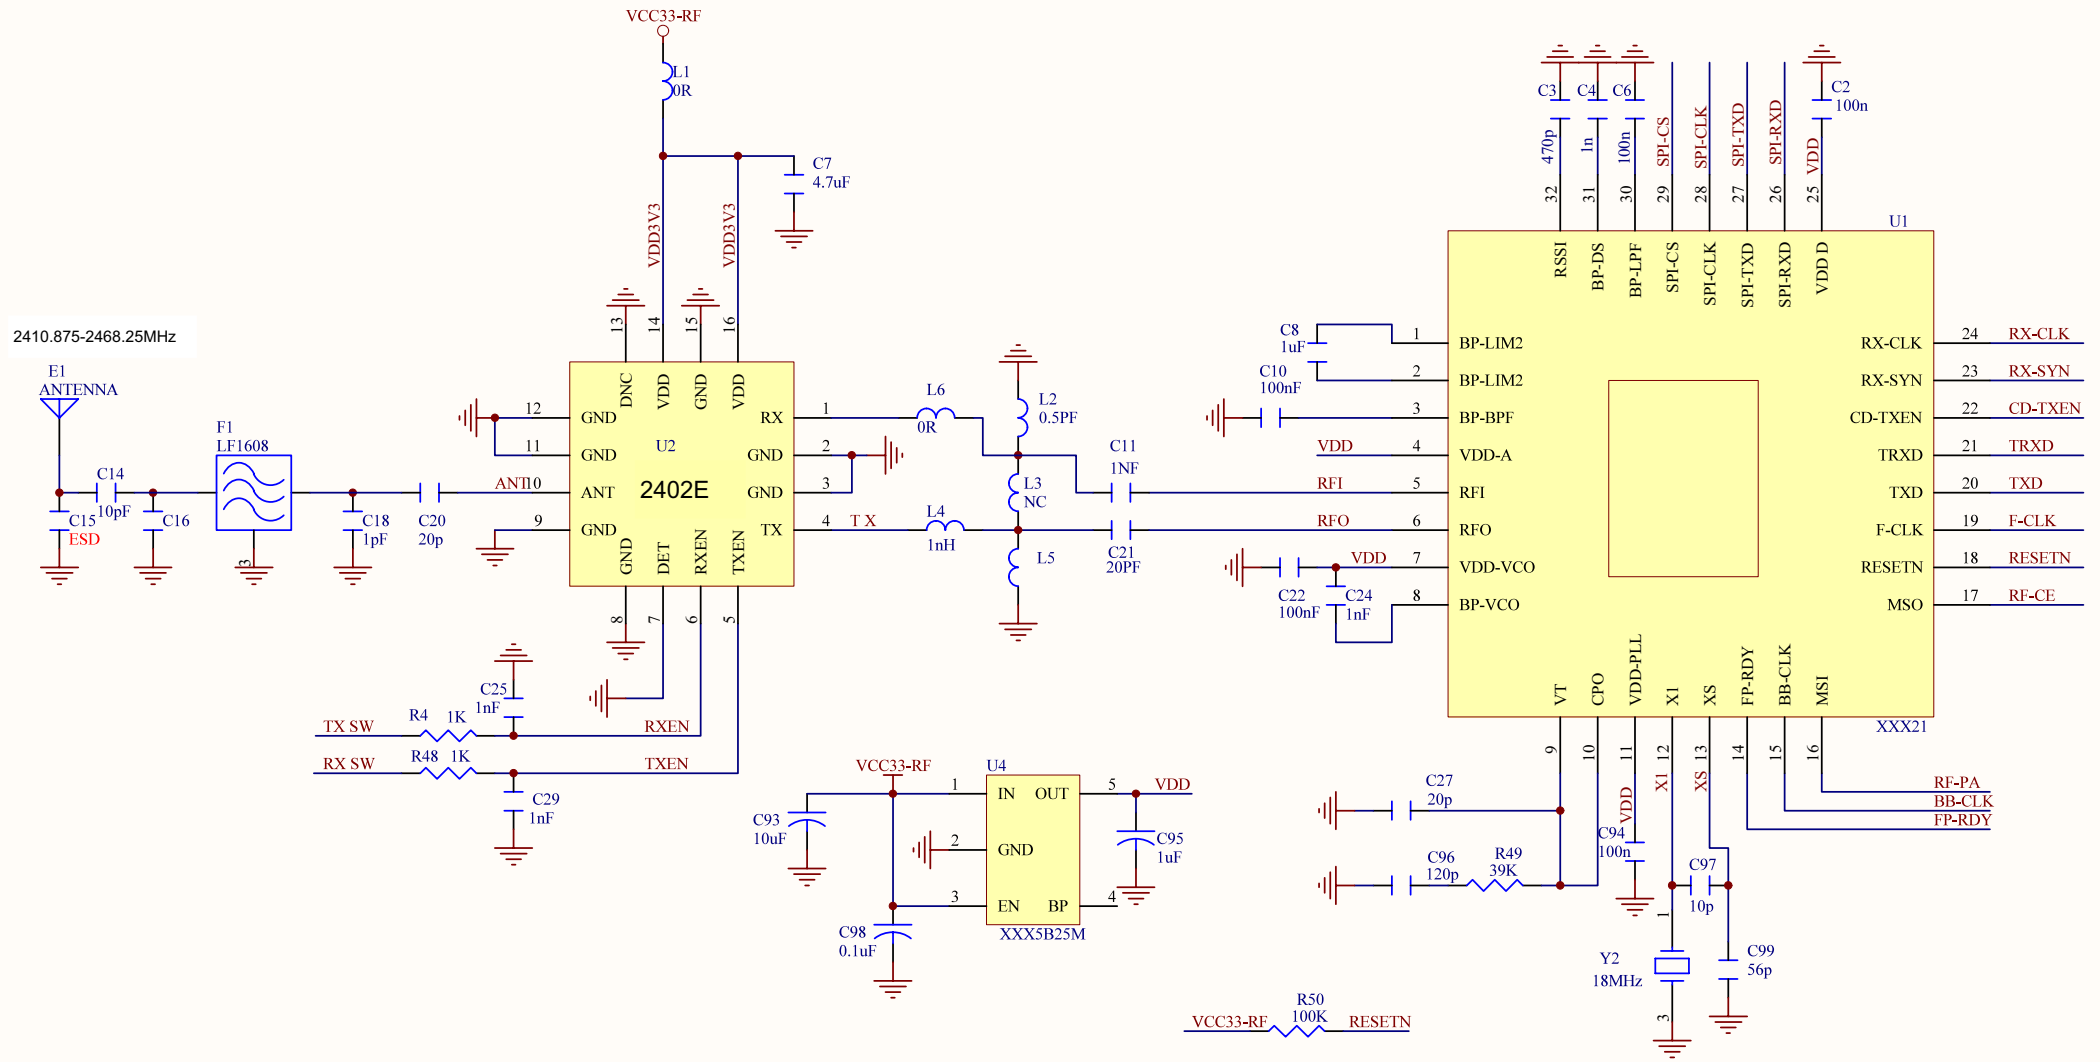 VCC33-RF
L1
0R
C7
4.7uF
VDD3V3
VDD3V3
2410.875-2468.25MHz
E1
ANTENNA
C14
10pF
C15
ESD
C16
F1
LF1608
3
C18
1pF
C20
20p
ANT
10
12
11
9
13
14
15
16
DNC
VDD
GND
VDD
GND
GND
ANT
GND
U2
2402E
RX
GND
GND
TX
GND
DET
RXEN
TXEN
1
2
3
4
8
7
6
5
T X
L6
0R
L4
1nH
L2
0.5PF
L3
NC
L5
C11
1NF
C21
20PF
C25
1nF
TX SW
R4
1K
RXEN
RX SW
R48
1K
TXEN
C29
1nF
VCC33-RF
C93
10uF
C98
0.1uF
U4
1
IN
OUT
5
VDD
2
GND
3
EN
BP
4
XXX5B25M
C95
1uF
VCC33-RF
R50
100K
RESETN
C3
470p
C4
1n
C6
100n
SPI-CS
SPI-CLK
SPI-TXD
SPI-RXD
C2
100n
VDD
32
31
30
29
28
27
26
25
U1
RSSI
BP-DS
BP-LPF
SPI-CS
SPI-CLK
SPI-TXD
SPI-RXD
VDD D
C8
1uF
C10
100nF
VDD
RFI
RFO
VDD
C22
100nF
C24
1nF
1
BP-LIM2
2
BP-LIM2
3
BP-BPF
4
VDD-A
5
RFI
6
RFO
7
VDD-VCO
8
BP-VCO
RX-CLK
24
RX-CLK
RX-SYN
23
RX-SYN
CD-TXEN
22
CD-TXEN
TRXD
21
TRXD
TXD
20
TXD
F-CLK
19
F-CLK
RESETN
18
RESETN
MSO
17
RF-CE
VT
CPO
VDD-PLL
X1
XS
FP-RDY
BB-CLK
MSI
XXX21
9
10
11
12
13
14
15
16
VDD
X1
XS
RF-PA
BB-CLK
FP-RDY
C27
20p
C96
120p
R49
39K
C94
100n
C97
10p
1
Y2
18MHz
3
C99
56p